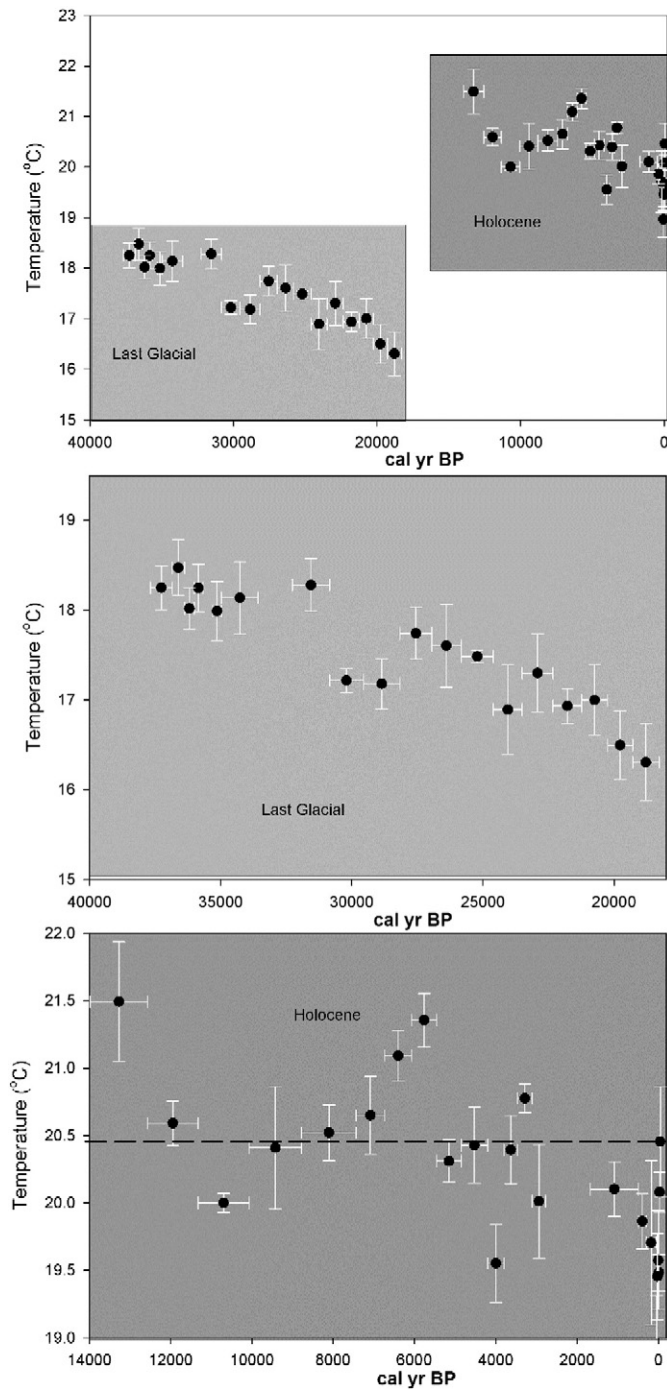 23
22
21
20
19
18
17
16
15
Temperature (°C)
Holocene
Last Glacial
40000 30000 20000 10000 0
cal yr BP
19
18
17
16
15
Temperature (°C)
Last Glacial
40000 35000 30000 25000 20000
cal yr BP
22.0
21.5
21.0
20.5
20.0
19.5
19.0
Temperature (°C)
Holocene
14000 12000 10000 8000 6000 4000 2000 0
cal yr BP